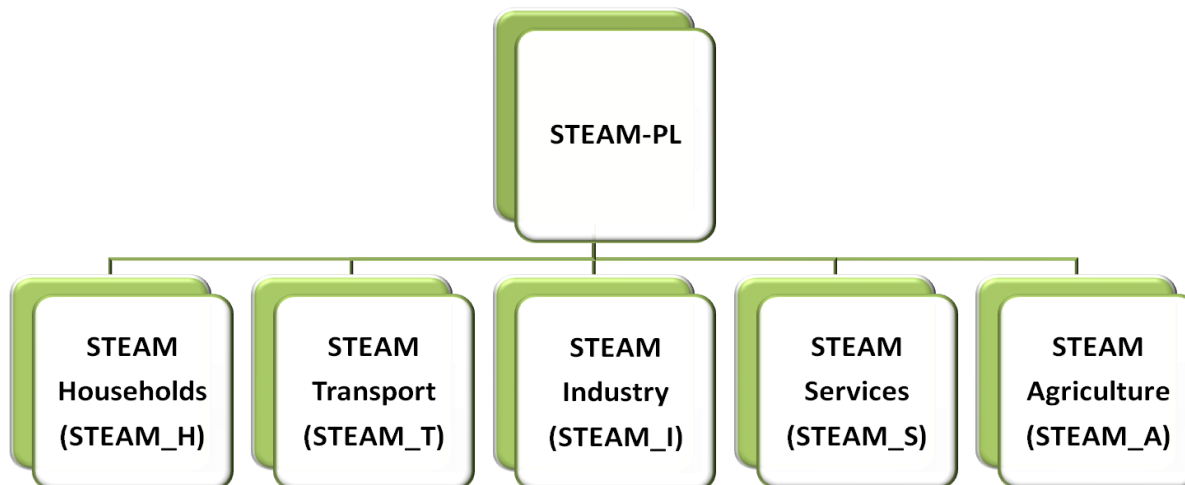 STEAM-PL
STEAM
Households
(STEAM_H)
STEAM
Transport
(STEAM_T)
STEAM
Industry
(STEAM_I)
STEAM
Services
(STEAM_S)
STEAM
Agriculture
(STEAM_A)